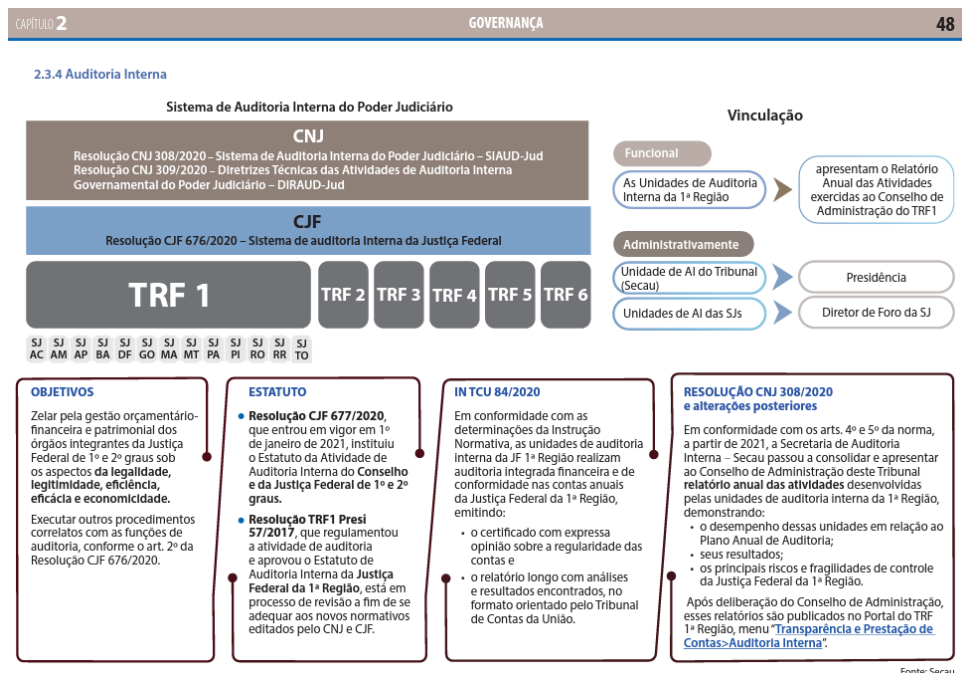 CAPÍTULO 2
GOVERNANÇA
48
2.3.4 Auditoria Interna
Sistema de Auditoria Interna do Poder Judiciário
CNJ
Resolução CNJ 308/2020 – Sistema de Auditoria Interna do Poder Judiciário – SIAUD-Jud
Resolução CNJ 309/2020 – Diretrizes Técnicas das Atividades de Auditoria Interna
Governamental do Poder Judiciário – DIRAUD-Jud
CJF
Resolução CJF 676/2020 – Sistema de auditoria Interna da Justiça Federal
TRF 1
TRF 2
TRF 3
TRF 4
TRF 5
TRF 6
SJ AC
SJ AM
SJ AP
SJ BA
SJ DF
SJ GO
SJ MA
SJ MT
SJ PA
SJ PI
SJ RO
SJ RR
SJ TO
Vinculação
Funcional
As Unidades de Auditoria
Interna da 1ª Região
apresentam o Relatório
Anual das Atividades
exercidas ao Conselho de
Administração do TRF1
Administrativamente
Unidade de AI do Tribunal
(Secau)
Presidência
Unidades de AI das SJs
Diretor de Foro da SJ
OBJETIVOS
Zelar pela gestão orçamentário-
financeira e patrimonial dos
órgãos integrantes da Justiça
Federal de 1º e 2º graus sob
os aspectos da legalidade,
legitimidade, eficiência,
eficácia e economicidade.
Executar outros procedimentos
correlatos com as funções de
auditoria, conforme o art. 2º da
Resolução CJF 676/2020.
ESTATUTO
• Resolução CJF 677/2020,
que entrou em vigor em 1º
de janeiro de 2021, instituiu
o Estatuto da Atividade de
Auditoria Interna do Conselho
e da Justiça Federal de 1º e 2º
graus.
• Resolução TRF1 Presi
57/2017, que regulamentou
a atividade de auditoria
e aprovou o Estatuto de
Auditoria Interna da Justiça
Federal da 1ª Região, está em
processo de revisão a fim de se
adequar aos novos normativos
editados pelo CNJ e CJF.
IN TCU 84/2020
Em conformidade com as
determinações da Instrução
Normativa, as unidades de auditoria
interna da JF 1ª Região realizam
auditoria integrada financeira e de
conformidade nas contas anuais
da Justiça Federal da 1ª Região,
emitindo:
• o certificado com expressa
opinião sobre a regularidade das
contas e
• o relatório longo com análises
e resultados encontrados, no
formato orientado pelo Tribunal
de Contas da União.
RESOLUÇÃO CNJ 308/2020
e alterações posteriores
Em conformidade com os arts. 4º e 5º da norma,
a partir de 2021, a Secretaria de Auditoria
Interna – Secau passou a consolidar e apresentar
ao Conselho de Administração deste Tribunal
relatório anual das atividades desenvolvidas
pelas unidades de auditoria interna da 1ª Região,
demonstrando:
• o desempenho dessas unidades em relação ao
Plano Anual de Auditoria;
• seus resultados;
• os principais riscos e fragilidades de controle
da Justiça Federal da 1ª Região.
Após deliberação do Conselho de Administração,
esses relatórios são publicados no Portal do TRF
1ª Região, menu “Transparência e Prestação de
Contas>Auditoria Interna”.
Fonte: Secau